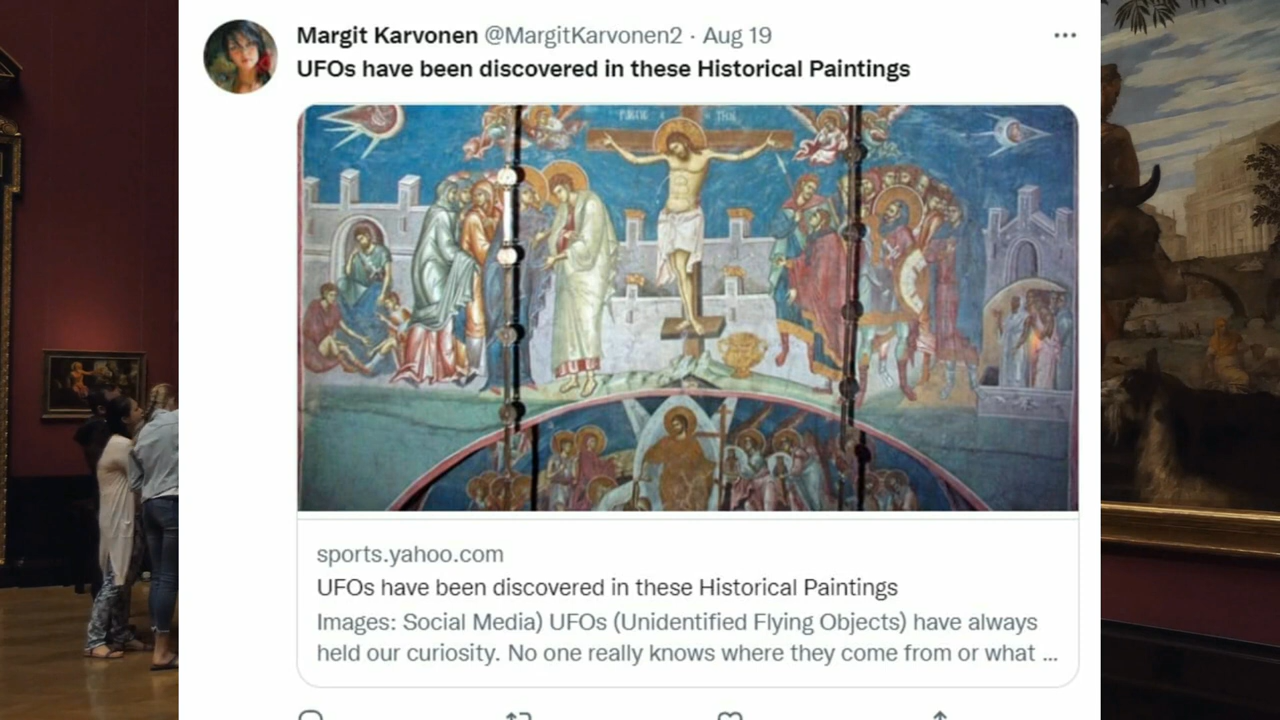 Margit Karvonen @MargitKarvonen2 · Aug 19
UFOs have been discovered in these Historical Paintings
sports.yahoo.com
UFOs have been discovered in these Historical Paintings
Images: Social Media) UFOs (Unidentified Flying Objects) have always
held our curiosity. No one really knows where they come from or what ...